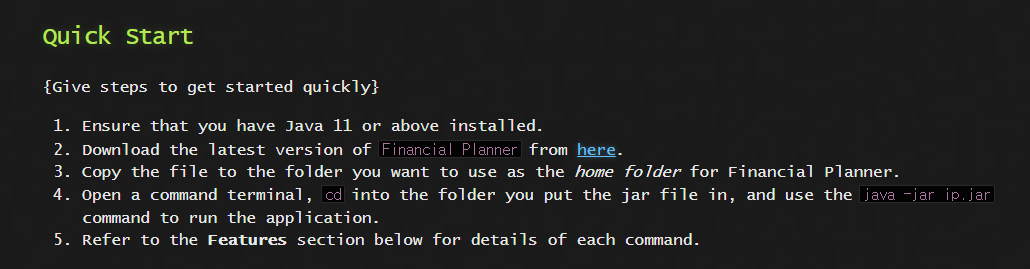 Quick Start
{Give steps to get started quickly}
1. Ensure that you have Java 11 or above installed.
2. Download the latest version of Financial Planner from here.
3. Copy the file to the folder you want to use as the home folder for Financial Planner.
4. Open a command terminal, cd into the folder you put the jar file in, and use the java -jar ip.jar
command to run the application.
5. Refer to the Features section below for details of each command.